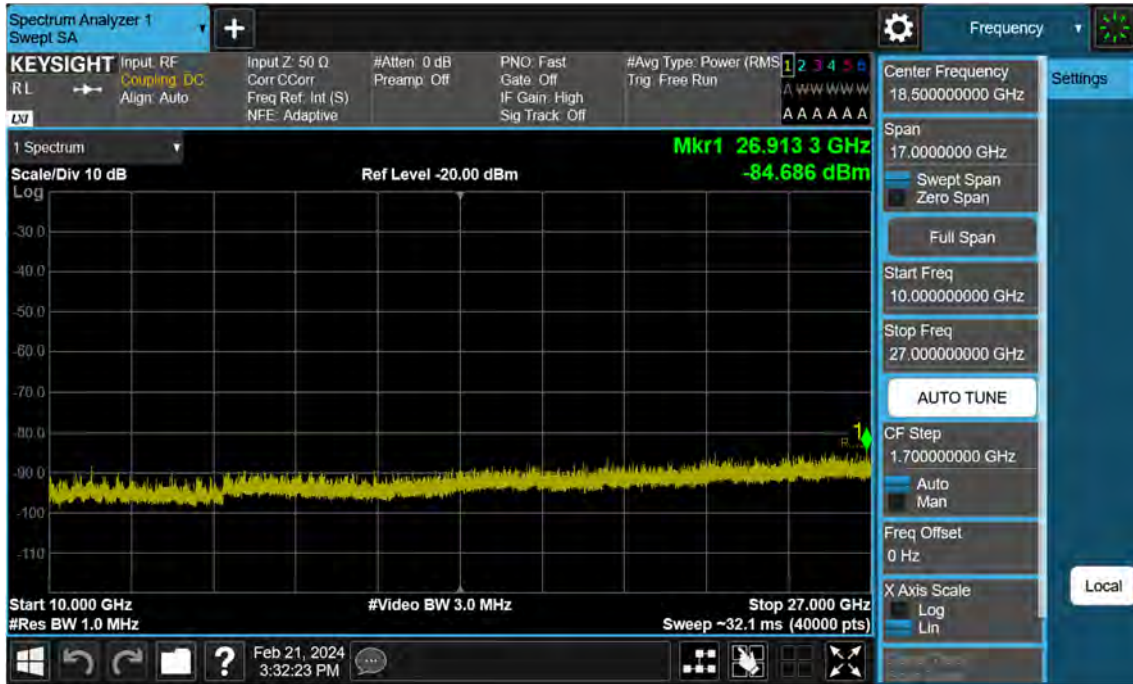 Spectrum Analyzer 1
Swept SA
+
Frequency
KEYSIGHT
RL
LXI
Input: RF
Coupling: DC
Align: Auto
Input Z: 50 Ω
Corr CCorr
Freq Ref: Int (S)
NFE: Adaptive
#Atten: 0 dB
Preamp: Off
PNO: Fast
Gate: Off
IF Gain: High
Sig Track: Off
#Avg Type: Power (RMS
Trig: Free Run
1 2 3 4 5 6
A W W W W W
A A A A A A
1 Spectrum
Scale/Div 10 dB
Ref Level -20.00 dBm
Mkr1 26.913 3 GHz
-84.686 dBm
Log
-30.0
-40.0
-50.0
-60.0
-70.0
-80.0
-90.0
-100
-110
1
Start 10.000 GHz
#Video BW 3.0 MHz
Stop 27.000 GHz
#Res BW 1.0 MHz
Sweep ~32.1 ms (40000 pts)
Center Frequency
18.500000000 GHz
Span
17.0000000 GHz
Swept Span
Zero Span
Full Span
Start Freq
10.000000000 GHz
Stop Freq
27.000000000 GHz
AUTO TUNE
CF Step
1.700000000 GHz
Auto
Man
Freq Offset
0 Hz
X Axis Scale
Log
Lin
Settings
Local
?
Feb 21, 2024
3:32:23 PM